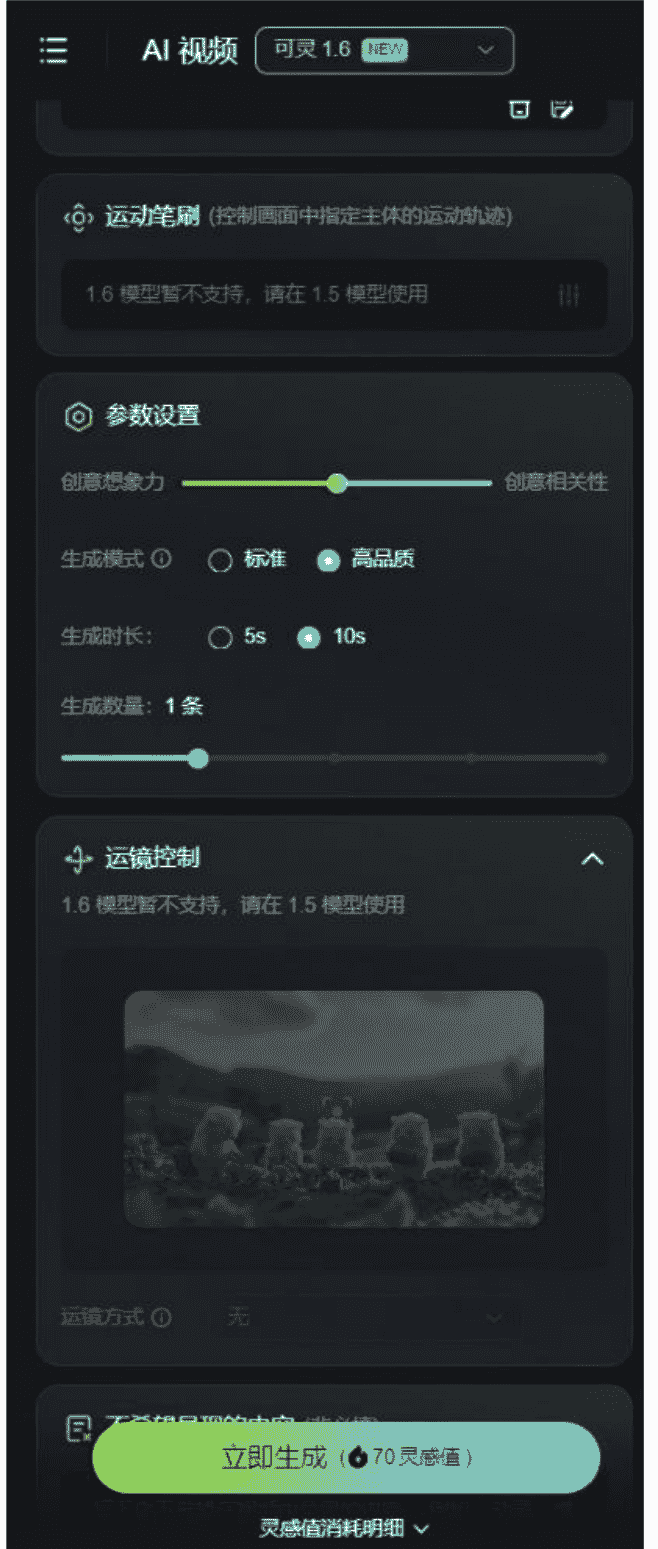 AI 视频 可灵 1.6 NEW
运动笔刷 (控制画面中指定主体的运动轨迹)
1.6 模型暂不支持，请在 1.5 模型使用
参数设置
创意想象力 创意相关性
生成模式 标准 高品质
生成时长： 5s 10s
生成数量：1 条
运镜控制
1.6 模型暂不支持，请在 1.5 模型使用
运镜方式 无
立即生成 (70 灵感值)
灵感值消耗明细